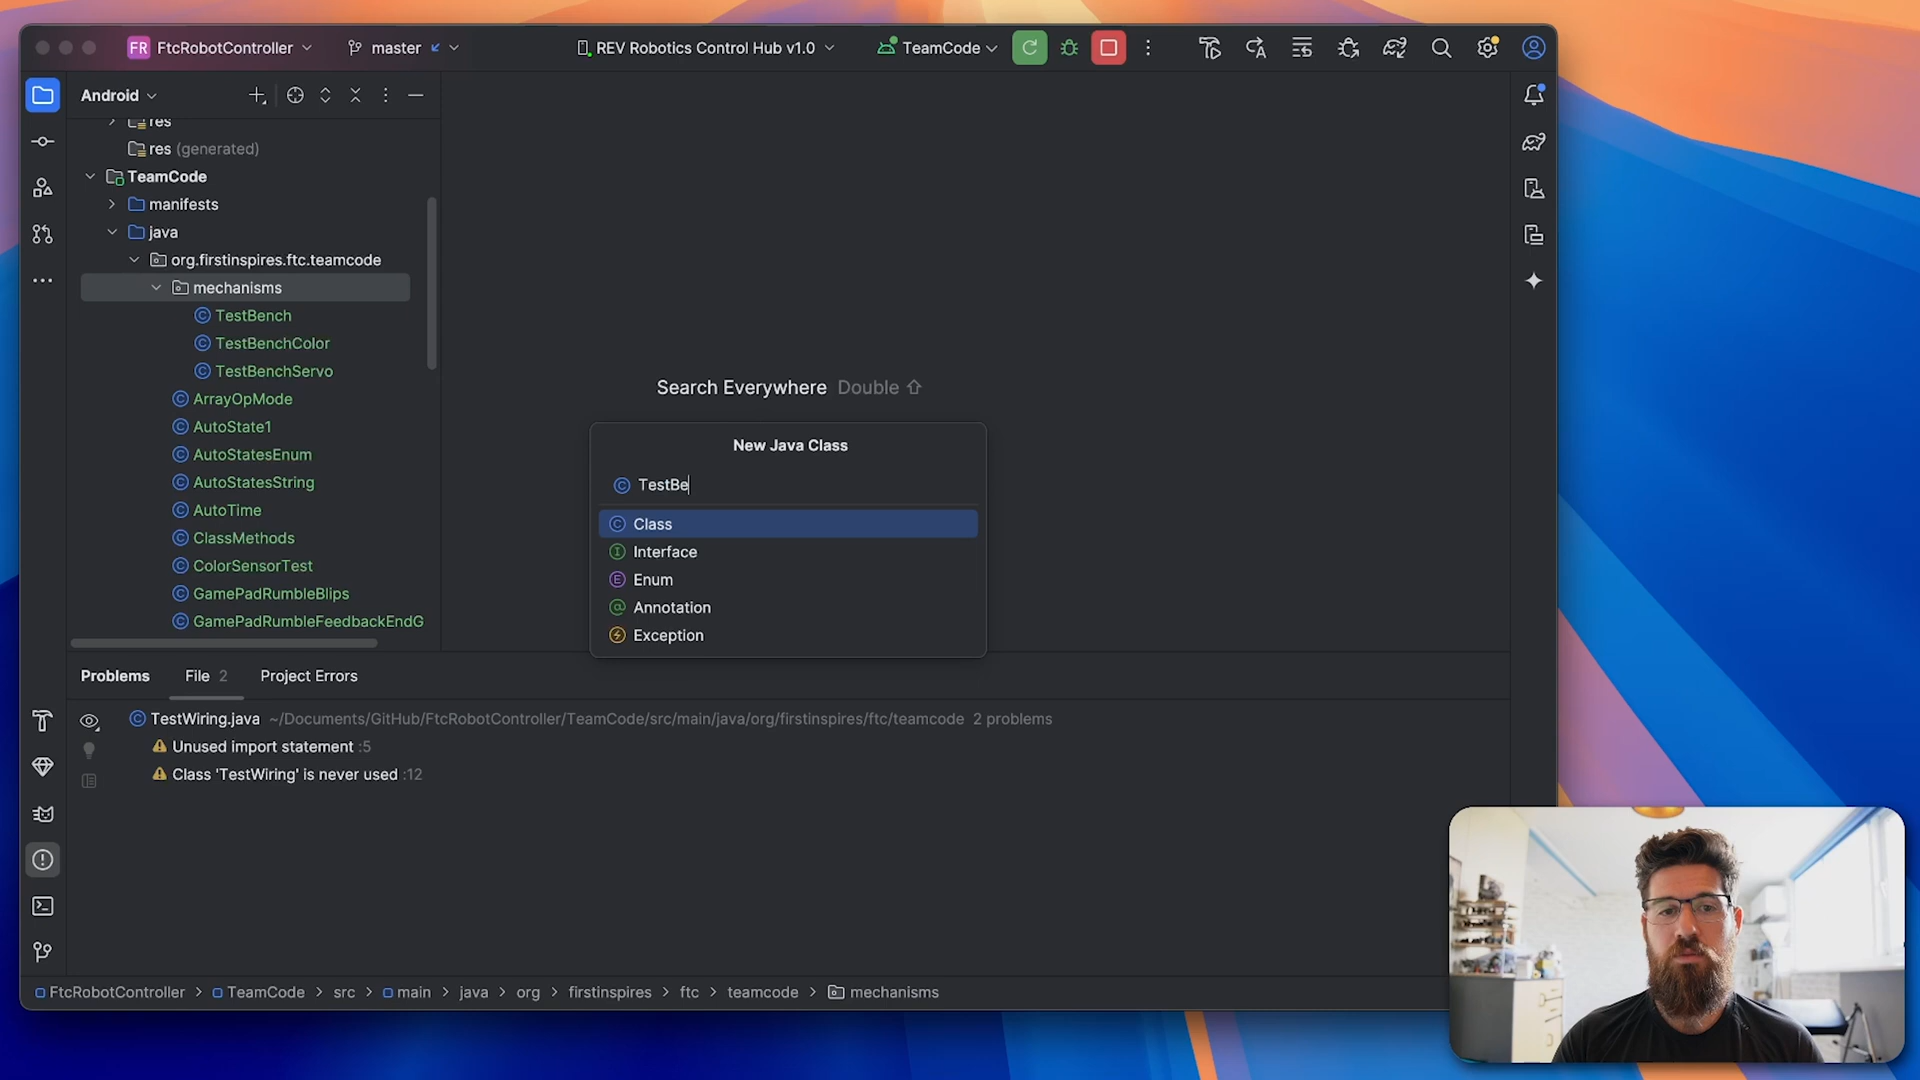 FR FtcRobotController
master
REV Robotics Control Hub v1.0
TeamCode
Android
res
res (generated)
TeamCode
manifests
java
org.firstinspires.ftc.teamcode
mechanisms
TestBench
TestBenchColor
TestBenchServo
ArrayOpMode
AutoState1
AutoStatesEnum
AutoStatesString
AutoTime
ClassMethods
ColorSensorTest
GamePadRumbleBlips
GamePadRumbleFeedbackEndG
Search Everywhere Double ⇧
New Java Class
TestBe
Class
Interface
Enum
Annotation
Exception
Problems File 2 Project Errors
TestWiring.java ~/Documents/GitHub/FtcRobotController/TeamCode/src/main/java/org/firstinspires/ftc/teamcode 2 problems
Unused import statement :5
Class 'TestWiring' is never used :12
FtcRobotController > TeamCode > src > main > java > org > firstinspires > ftc > teamcode > mechanisms